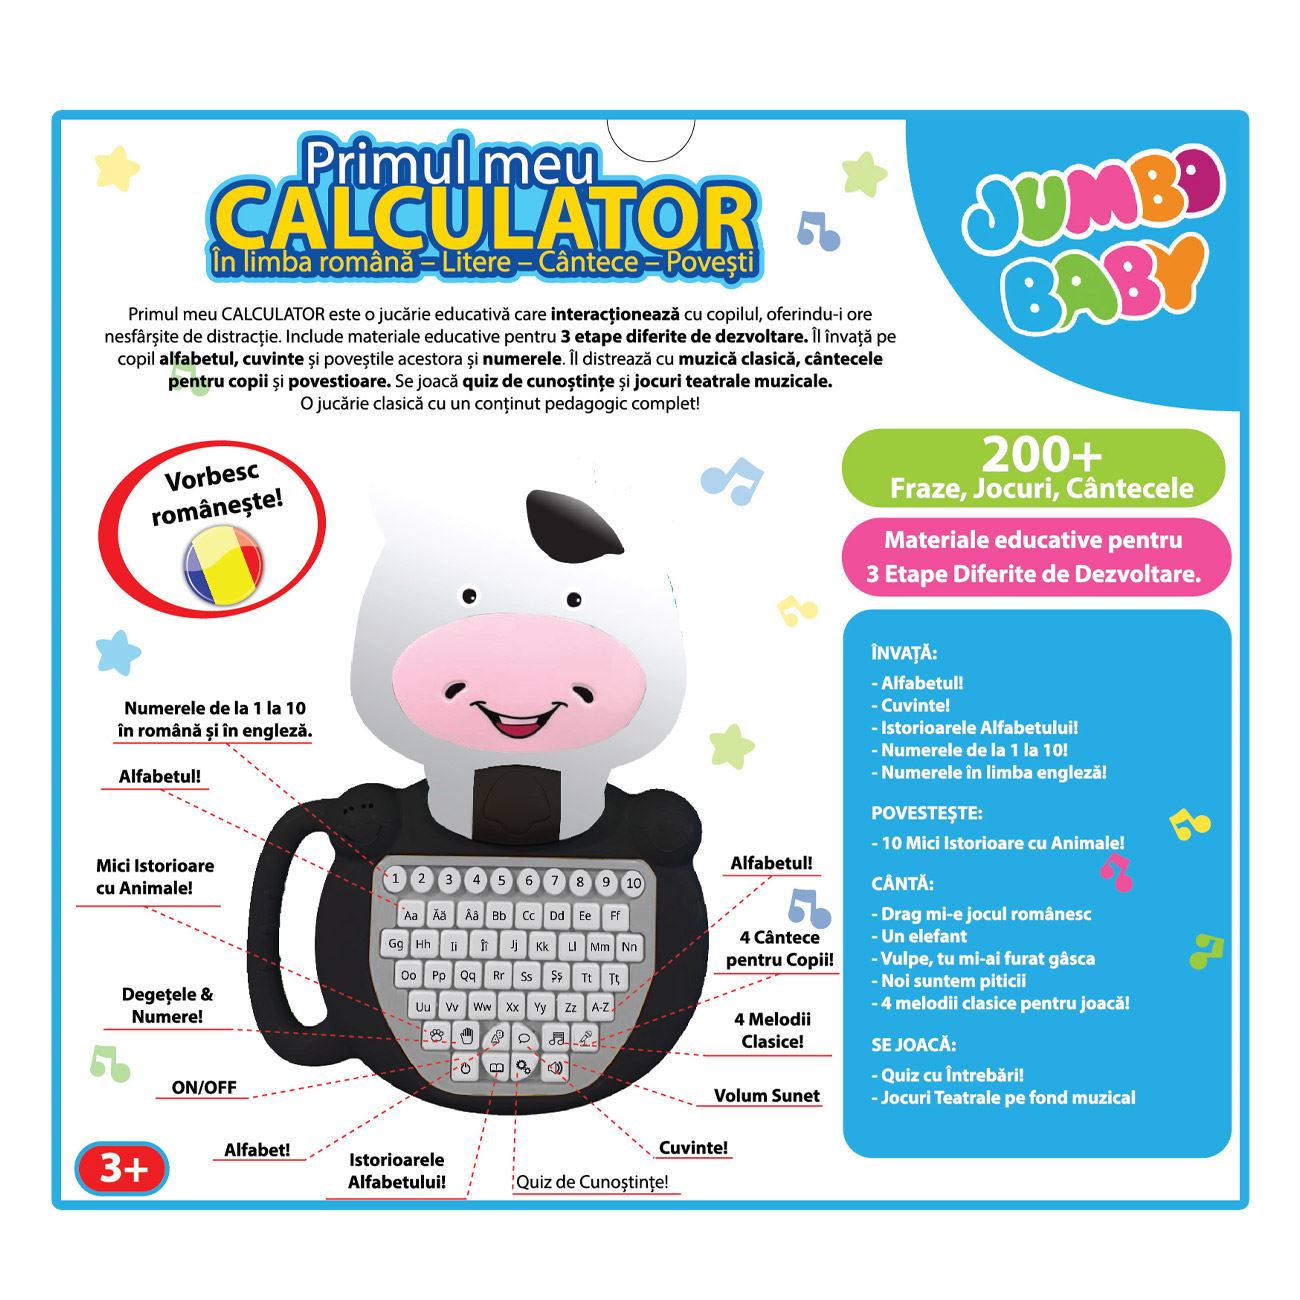 Primul meu
CALCULATOR
În limba română – Litere – Cântece – Povești
JUMBO
BABY
Primul meu CALCULATOR este o jucărie educativă care interacționează cu copilul, oferindu-i ore
nesfârșite de distracție. Include materiale educative pentru 3 etape diferite de dezvoltare. Îl învață pe
copil alfabetul, cuvinte și poveștile acestora și numerele. Îl distrează cu muzică clasică, cântecele
pentru copii și povestioare. Se joacă quiz de cunoștințe și jocuri teatrale muzicale.
O jucărie clasică cu un conținut pedagogic complet!
Vorbesc
românește!
200+
Fraze, Jocuri, Cântecele
Materiale educative pentru
3 Etape Diferite de Dezvoltare.
ÎNVAȚĂ:
- Alfabetul!
- Cuvinte!
- Istorioarele Alfabetului!
- Numerele de la 1 la 10!
- Numerele în limba engleză!
POVESTEȘTE:
- 10 Mici Istorioare cu Animale!
CÂNTĂ:
- Drag mi-e jocul românesc
- Un elefant
- Vulpe, tu mi-ai furat gâsca
- Noi suntem piticii
- 4 melodii clasice pentru joacă!
SE JOACĂ:
- Quiz cu Întrebări!
- Jocuri Teatrale pe fond muzical
Numerele de la 1 la 10
în română și în engleză.
Alfabetul!
Mici Istorioare
cu Animale!
Degețele &
Numere!
ON/OFF
Alfabet!
Istorioarele
Alfabetului!
Quiz de Cunoștințe!
Cuvinte!
Volum Sunet
4 Melodii
Clasice!
4 Cântece
pentru Copii!
Alfabetul!
1 2 3 4 5 6 7 8 9 10
Aa Ăă Ââ Bb Cc Dd Ee Ff
Gg Hh Ii Îî Jj Kk Ll Mm Nn
Oo Pp Qq Rr Ss Șș Tt Țț
Uu Vv Ww Xx Yy Zz A-Z
3+